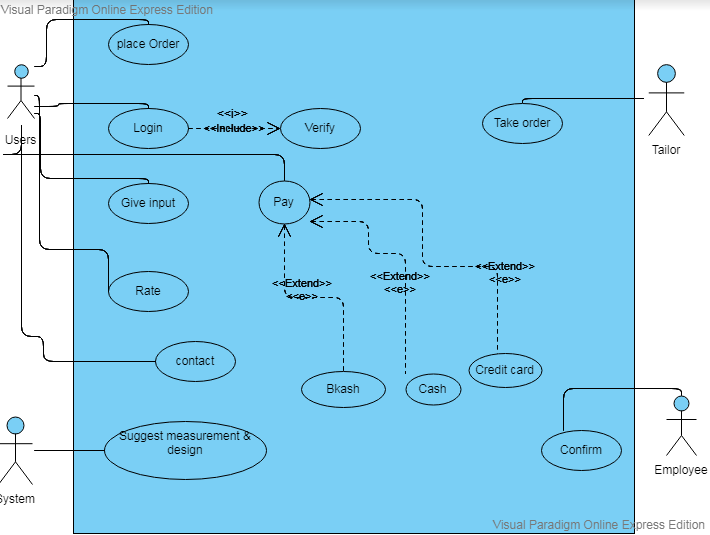 Visual Paradigm Online Express Edition
place Order
<<i>>
Login
<<Include>>
Verify
Take order
Users
Tailor
Give input
Pay
<<Extend>>
<<e>>
<<Extend>>
<<e>>
<<Extend>>
<<e>>
Rate
contact
Bkash
Cash
Credit card
Suggest measurement &
design
Confirm
System
Employee
Visual Paradigm Online Express Edition